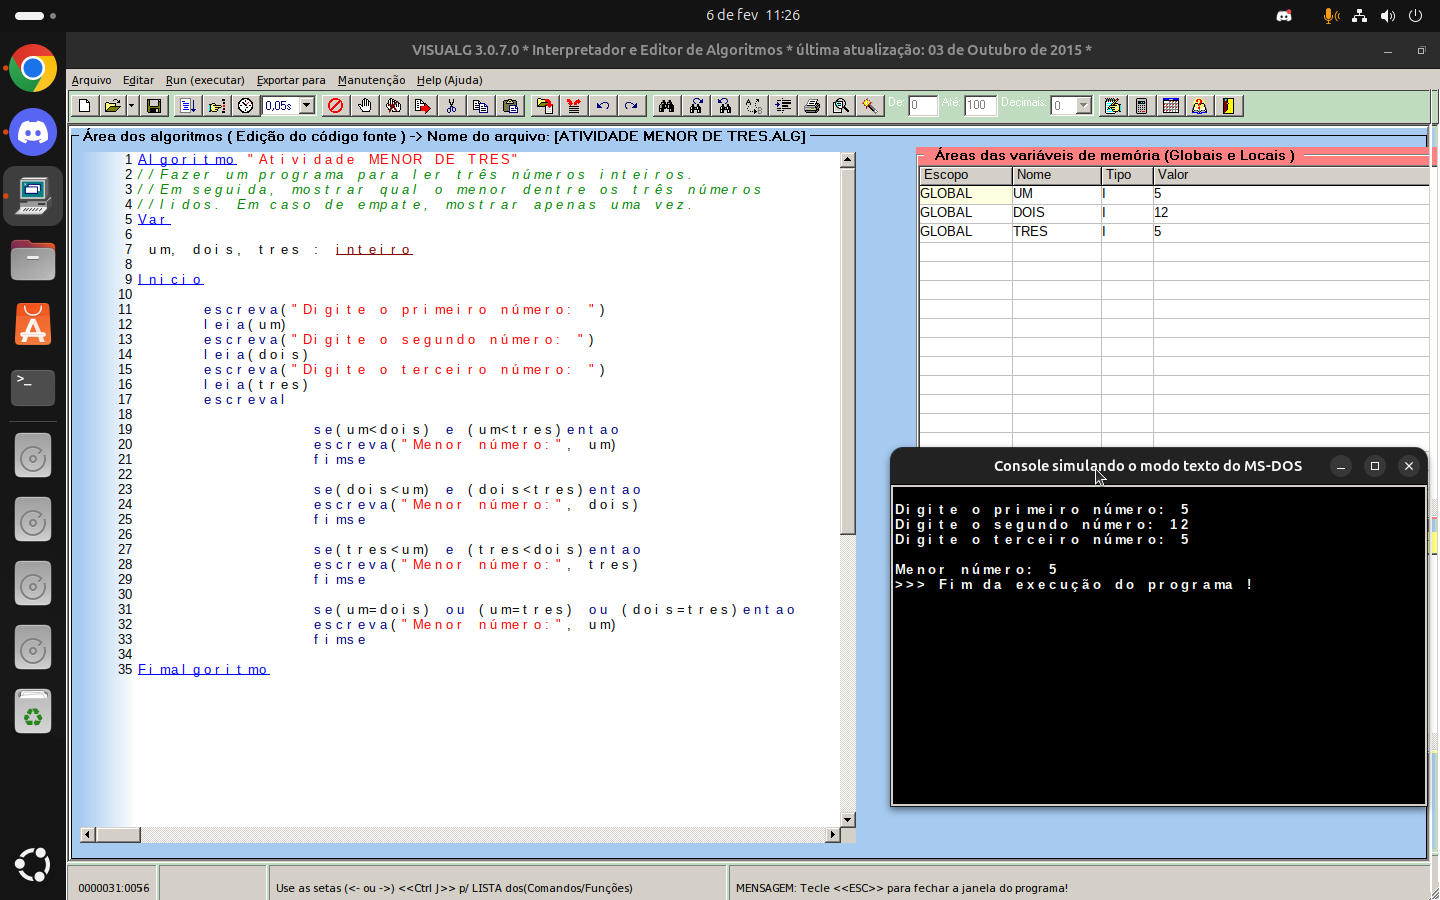 6 de fev 11:26
VISUALG 3.0.7.0 * Interpretador e Editor de Algoritmos * última atualização: 03 de Outubro de 2015 *
Arquivo Editar Run (executar) Exportar para Manutenção Help (Ajuda)
0,05s De: 0 Até: 100 Decimais: 0
Área dos algoritmos ( Edição do código fonte ) -> Nome do arquivo: [ATIVIDADE MENOR DE TRES.ALG]
1 Algoritmo "Atividade MENOR DE TRES"
2 //Fazer um programa para ler três números inteiros.
3 //Em seguida, mostrar qual o menor dentre os três números
4 //lidos. Em caso de empate, mostrar apenas uma vez.
5 Var
6
7 um, dois, tres : inteiro
8
9 Inicio
10
11 escreva("Digite o primeiro número: ")
12 leia(um)
13 escreva("Digite o segundo número: ")
14 leia(dois)
15 escreva("Digite o terceiro número: ")
16 leia(tres)
17 escreval
18
19 se(um<dois) e (um<tres)entao
20 escreva("Menor número:", um)
21 fimse
22
23 se(dois<um) e (dois<tres)entao
24 escreva("Menor número:", dois)
25 fimse
26
27 se(tres<um) e (tres<dois)entao
28 escreva("Menor número:", tres)
29 fimse
30
31 se(um=dois) ou (um=tres) ou (dois=tres)entao
32 escreva("Menor número:", um)
33 fimse
34
35 Fimalgoritmo
Áreas das variáveis de memória (Globais e Locais )
Escopo Nome Tipo Valor
GLOBAL UM I 5
GLOBAL DOIS I 12
GLOBAL TRES I 5
Console simulando o modo texto do MS-DOS
Digite o primeiro número: 5
Digite o segundo número: 12
Digite o terceiro número: 5
Menor número: 5
>>> Fim da execução do programa !
0000031:0056
Use as setas (<- ou ->) <<Ctrl J>> p/ LISTA dos(Comandos/Funções)
MENSAGEM: Tecle <<ESC>> para fechar a janela do programa!